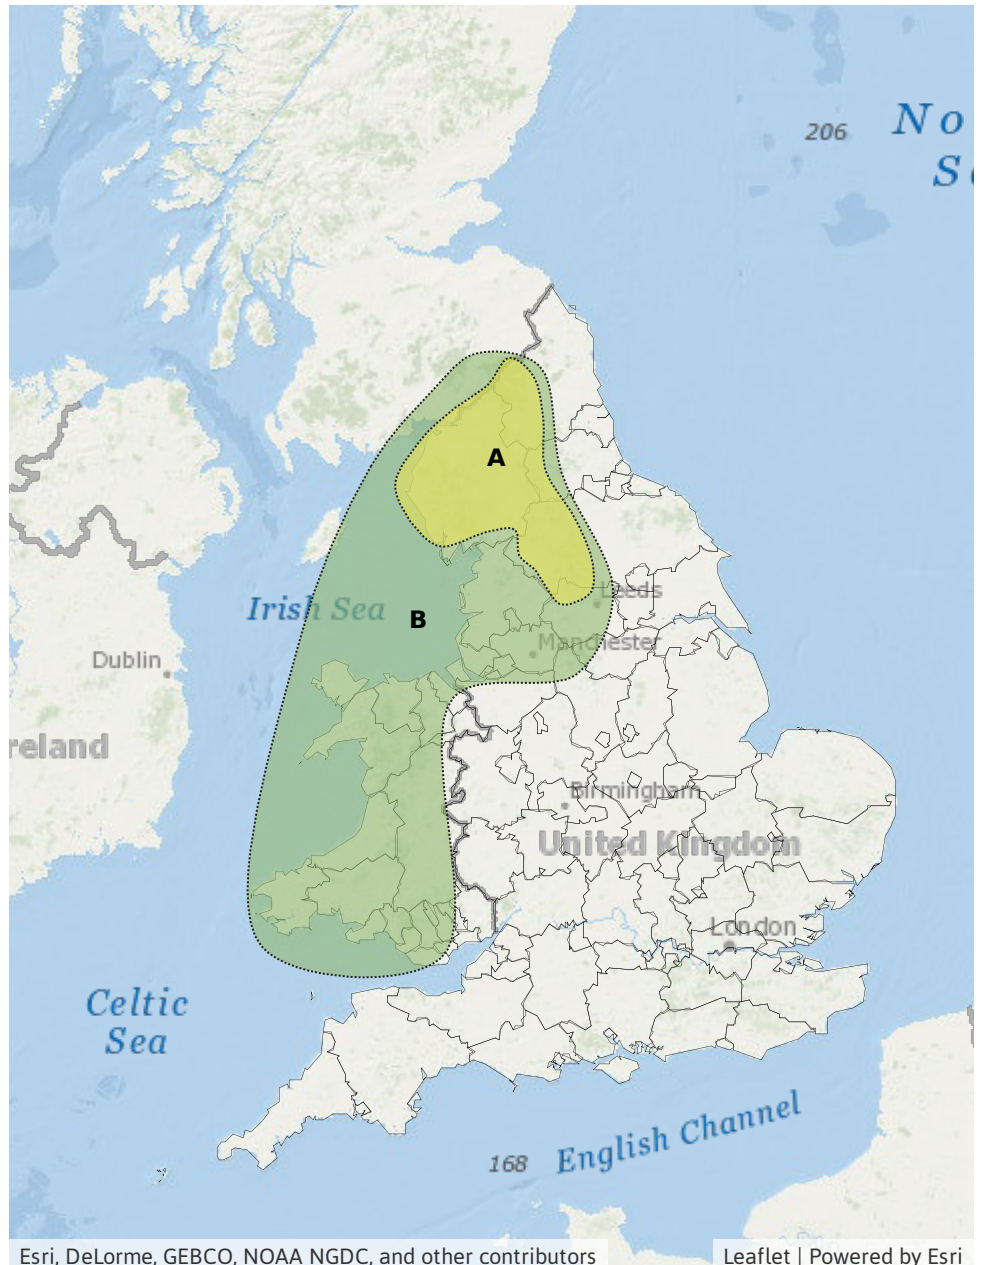 206
No
S
A
Leeds
Irish Sea
B
Manchester
Dublin
reland
Birmingham
United Kingdom
London
Celtic
Sea
English Channel
168
Esri, DeLorme, GEBCO, NOAA NGDC, and other contributors
Leaflet | Powered by Esri